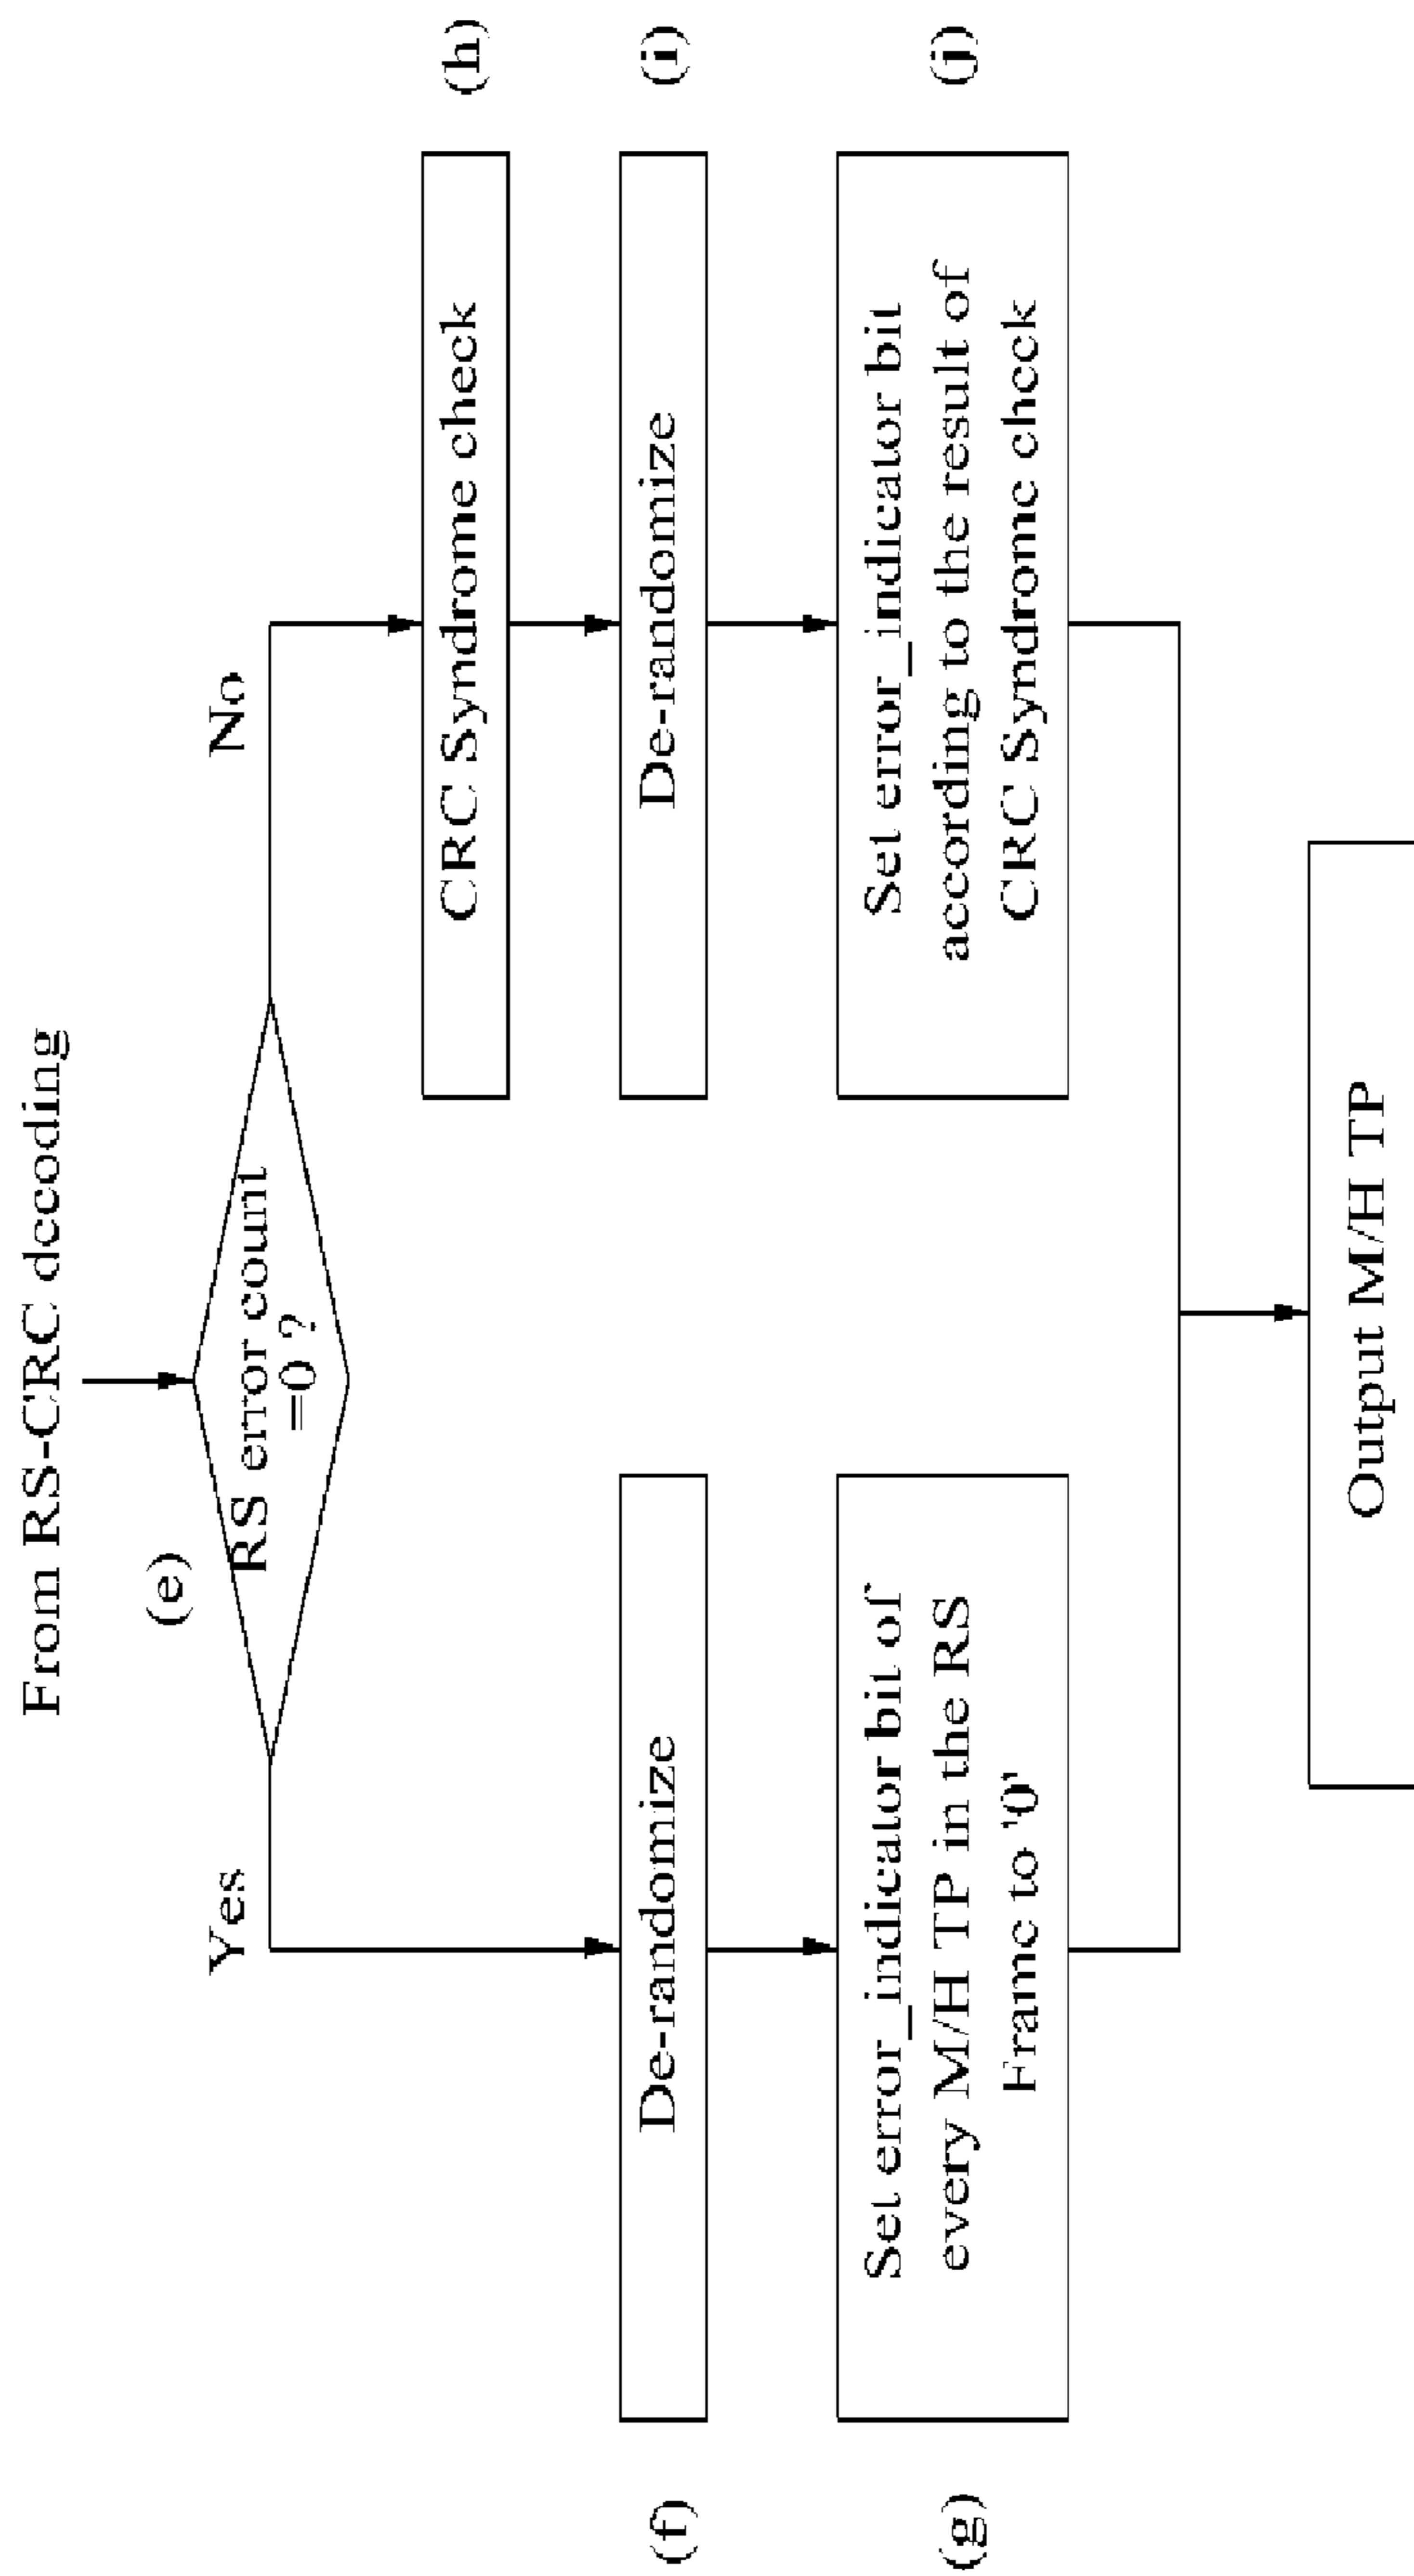 From RS-CRC decoding
(e)
RS error count
=0 ?
Yes
No
CRC Syndrome check
(h)
(f)
De-randomize
De-randomize
(i)
(g)
Set error_indicator bit of
every M/H TP in the RS
Frame to '0'
Set error_indicator bit
according to the result of
CRC Syndrome check
(j)
Output M/H TP